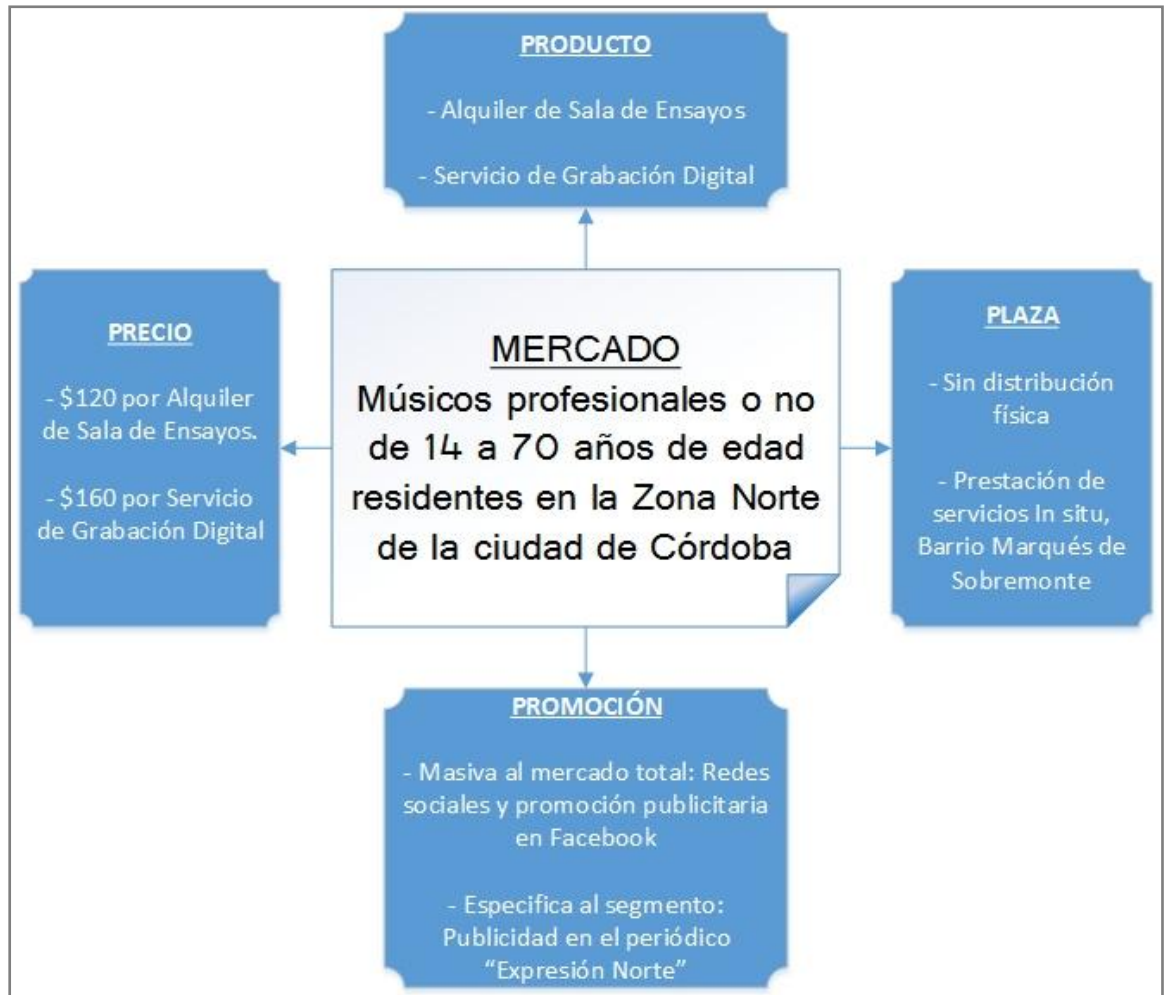 PRODUCTO
- Alquiler de Sala de Ensayos
- Servicio de Grabación Digital
PRECIO
- $120 por Alquiler
de Sala de Ensayos.
- $160 por Servicio
de Grabación Digital
MERCADO
Músicos profesionales o no
de 14 a 70 años de edad
residentes en la Zona Norte
de la ciudad de Córdoba
PLAZA
- Sin distribución
física
- Prestación de
servicios In situ,
Barrio Marqués de
Sobremonte
PROMOCIÓN
- Masiva al mercado total: Redes
sociales y promoción publicitaria
en Facebook
- Especifica al segmento:
Publicidad en el periódico
“Expresión Norte”